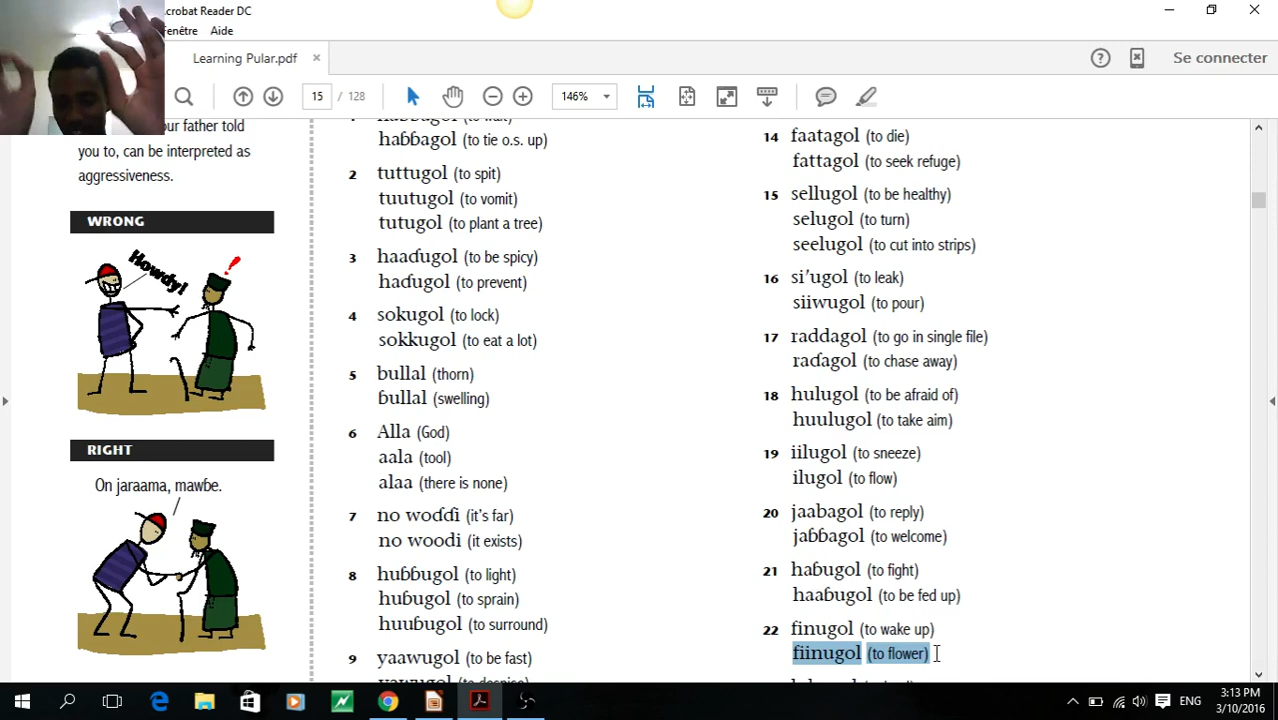 crobat Reader DC
enêtre Aide
Learning Pular.pdf
Se connecter
15 / 128
146%
our father told
you to, can be interpreted as
aggressiveness.
WRONG
Howdy!
!
RIGHT
On jaraama, mawɓe.
haɓɓagol (to tie o.s. up)
2 tuttugol (to spit)
tuutugol (to vomit)
tutugol (to plant a tree)
3 haaɗugol (to be spicy)
haɗugol (to prevent)
4 sokugol (to lock)
sokkugol (to eat a lot)
5 bullal (thorn)
ɓullal (swelling)
6 Alla (God)
aala (tool)
alaa (there is none)
7 no woɗɗi (it's far)
no woodi (it exists)
8 huɓɓugol (to light)
huɓugol (to sprain)
huuɓugol (to surround)
9 yaawugol (to be fast)
yawugol (to despise)
14 faatagol (to die)
fattagol (to seek refuge)
15 sellugol (to be healthy)
selugol (to turn)
seelugol (to cut into strips)
16 si'ugol (to leak)
siiwugol (to pour)
17 raddagol (to go in single file)
raɗagol (to chase away)
18 hulugol (to be afraid of)
huulugol (to take aim)
19 iilugol (to sneeze)
ilugol (to flow)
20 jaabagol (to reply)
jaɓɓagol (to welcome)
21 haɓugol (to fight)
haaɓugol (to be fed up)
22 finugol (to wake up)
fiinugol (to flower)
ENG
3:13 PM
3/10/2016